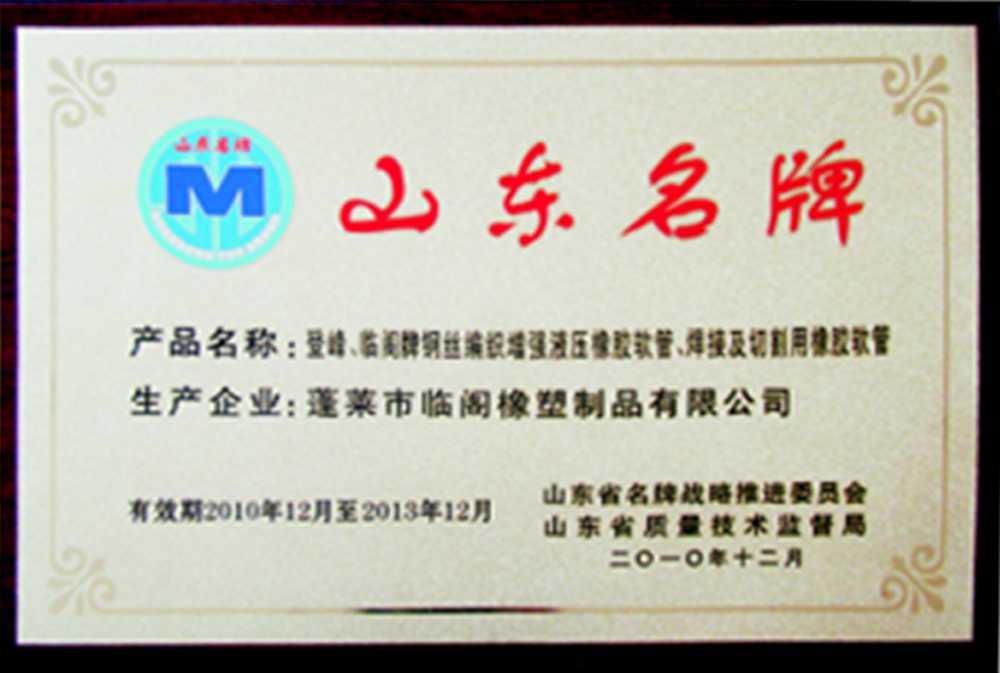 山东名牌
M
山东名牌
产品名称：登峰、临阁牌钢丝编织增强液压橡胶软管、焊接及切割用橡胶软管
生产企业：蓬莱市临阁橡塑制品有限公司
有效期2010年12月至2013年12月
山东省名牌战略推进委员会
山东省质量技术监督局
二〇一〇年十二月